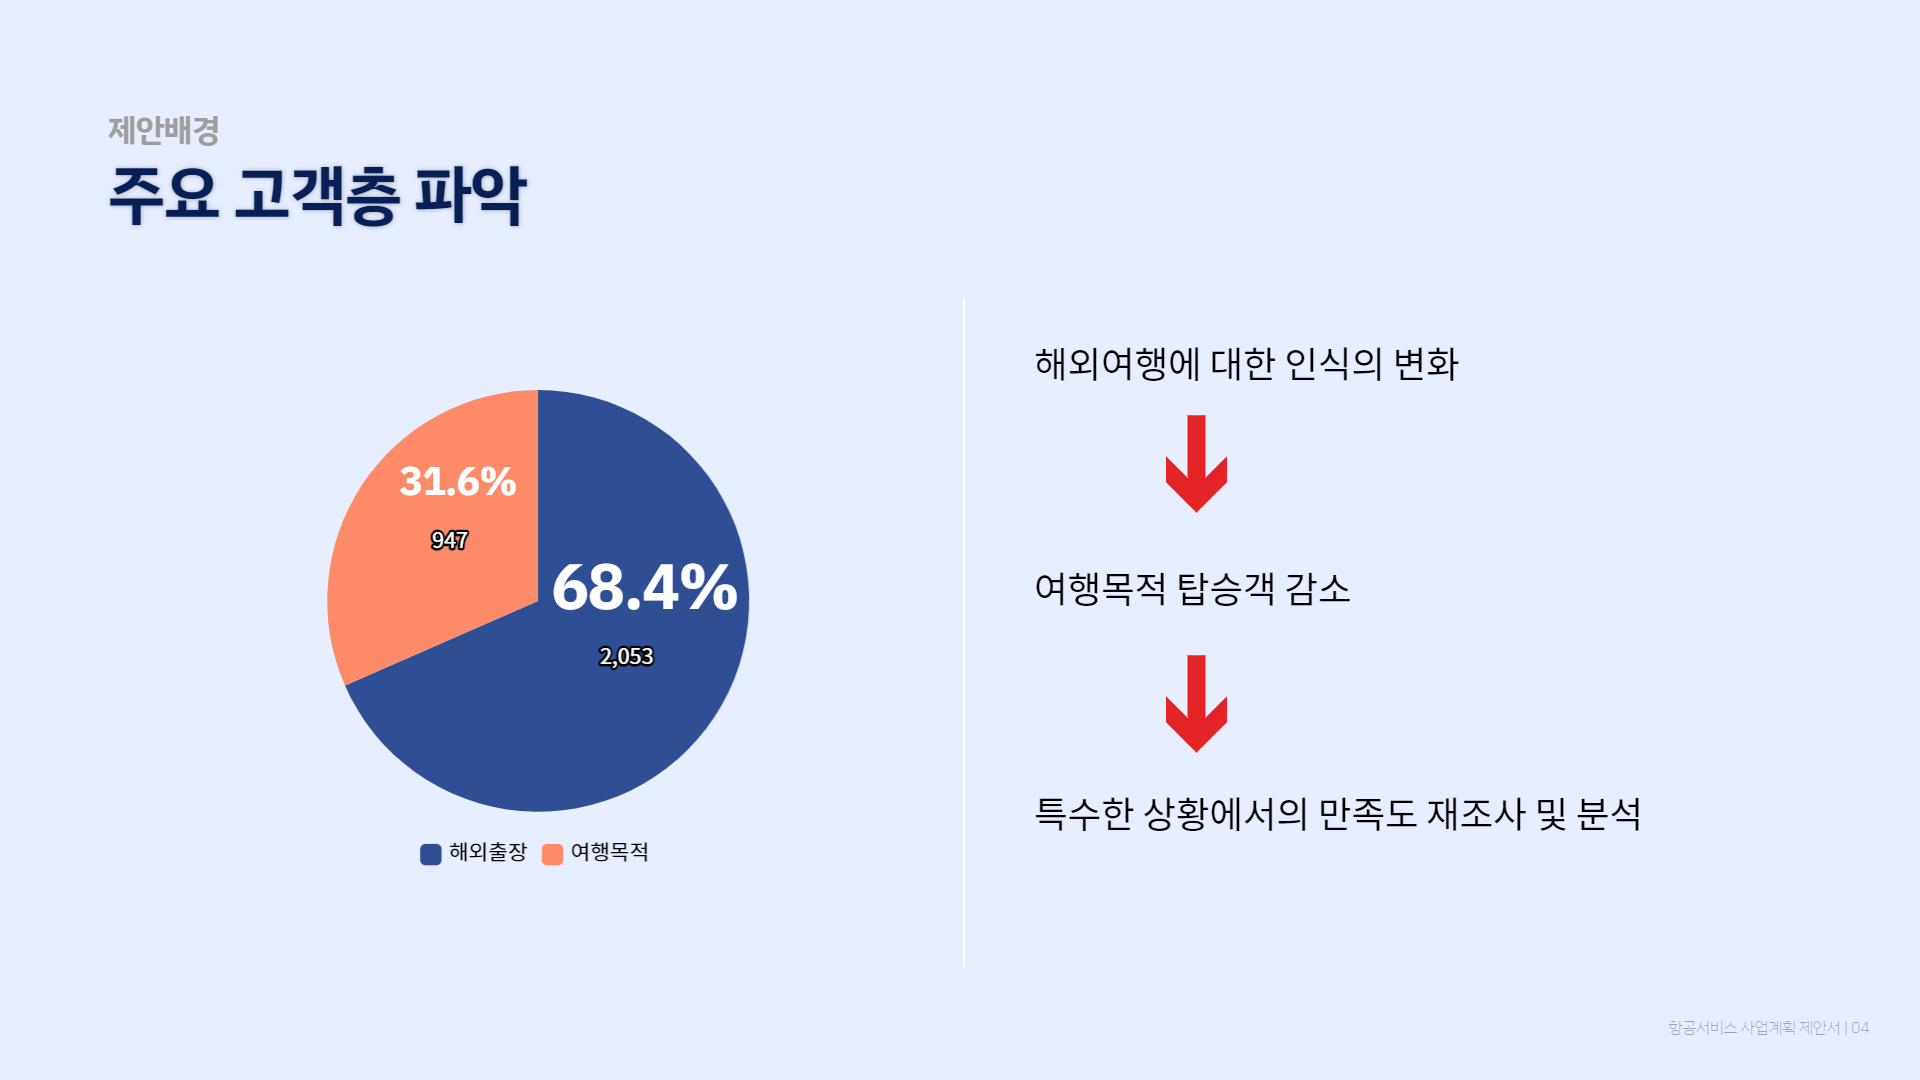 제안배경
주요 고객층 파악
31.6%
947
68.4%
2,053
해외출장 여행목적
해외여행에 대한 인식의 변화
여행목적 탑승객 감소
특수한 상황에서의 만족도 재조사 및 분석
항공서비스 사업계획 제안서 | 04